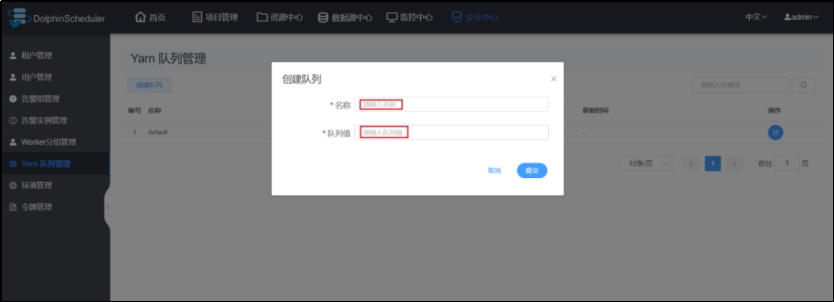 DolphinScheduler 首页 项目管理 资源中心 数据源中心 监控中心 安全中心 中文 admin
租户管理
用户管理
告警组管理
告警实例管理
Worker分组管理
Yarn 队列管理
环境管理
令牌管理
Yarn 队列管理
创建队列
请输入关键词
编号 名称 更新时间 操作
1 default -
10条/页 1 前往 1 页
创建队列
* 名称 请输入名称
* 队列值 请输入队列值
取消 提交